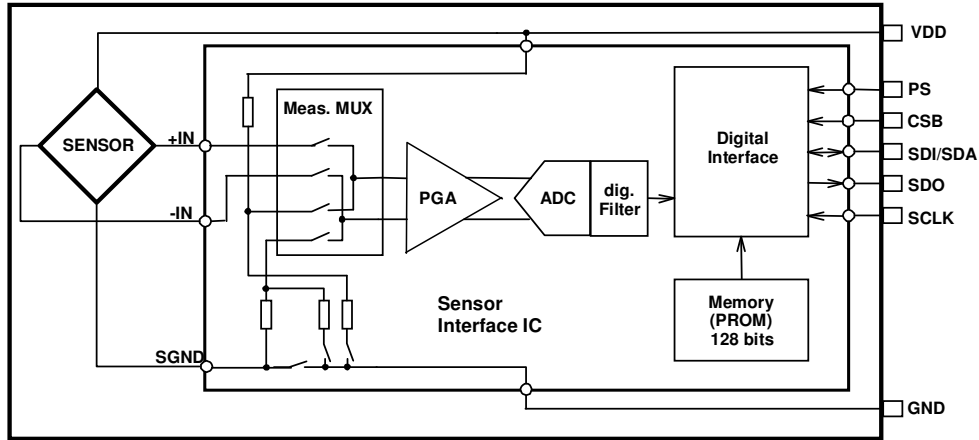 VDD
PS
Meas. MUX
CSB
SENSOR
+IN
Digital
Interface
SDI/SDA
PGA
ADC
dig.
Filter
SDO
-IN
SCLK
Sensor
Interface IC
Memory
(PROM)
128 bits
SGND
GND